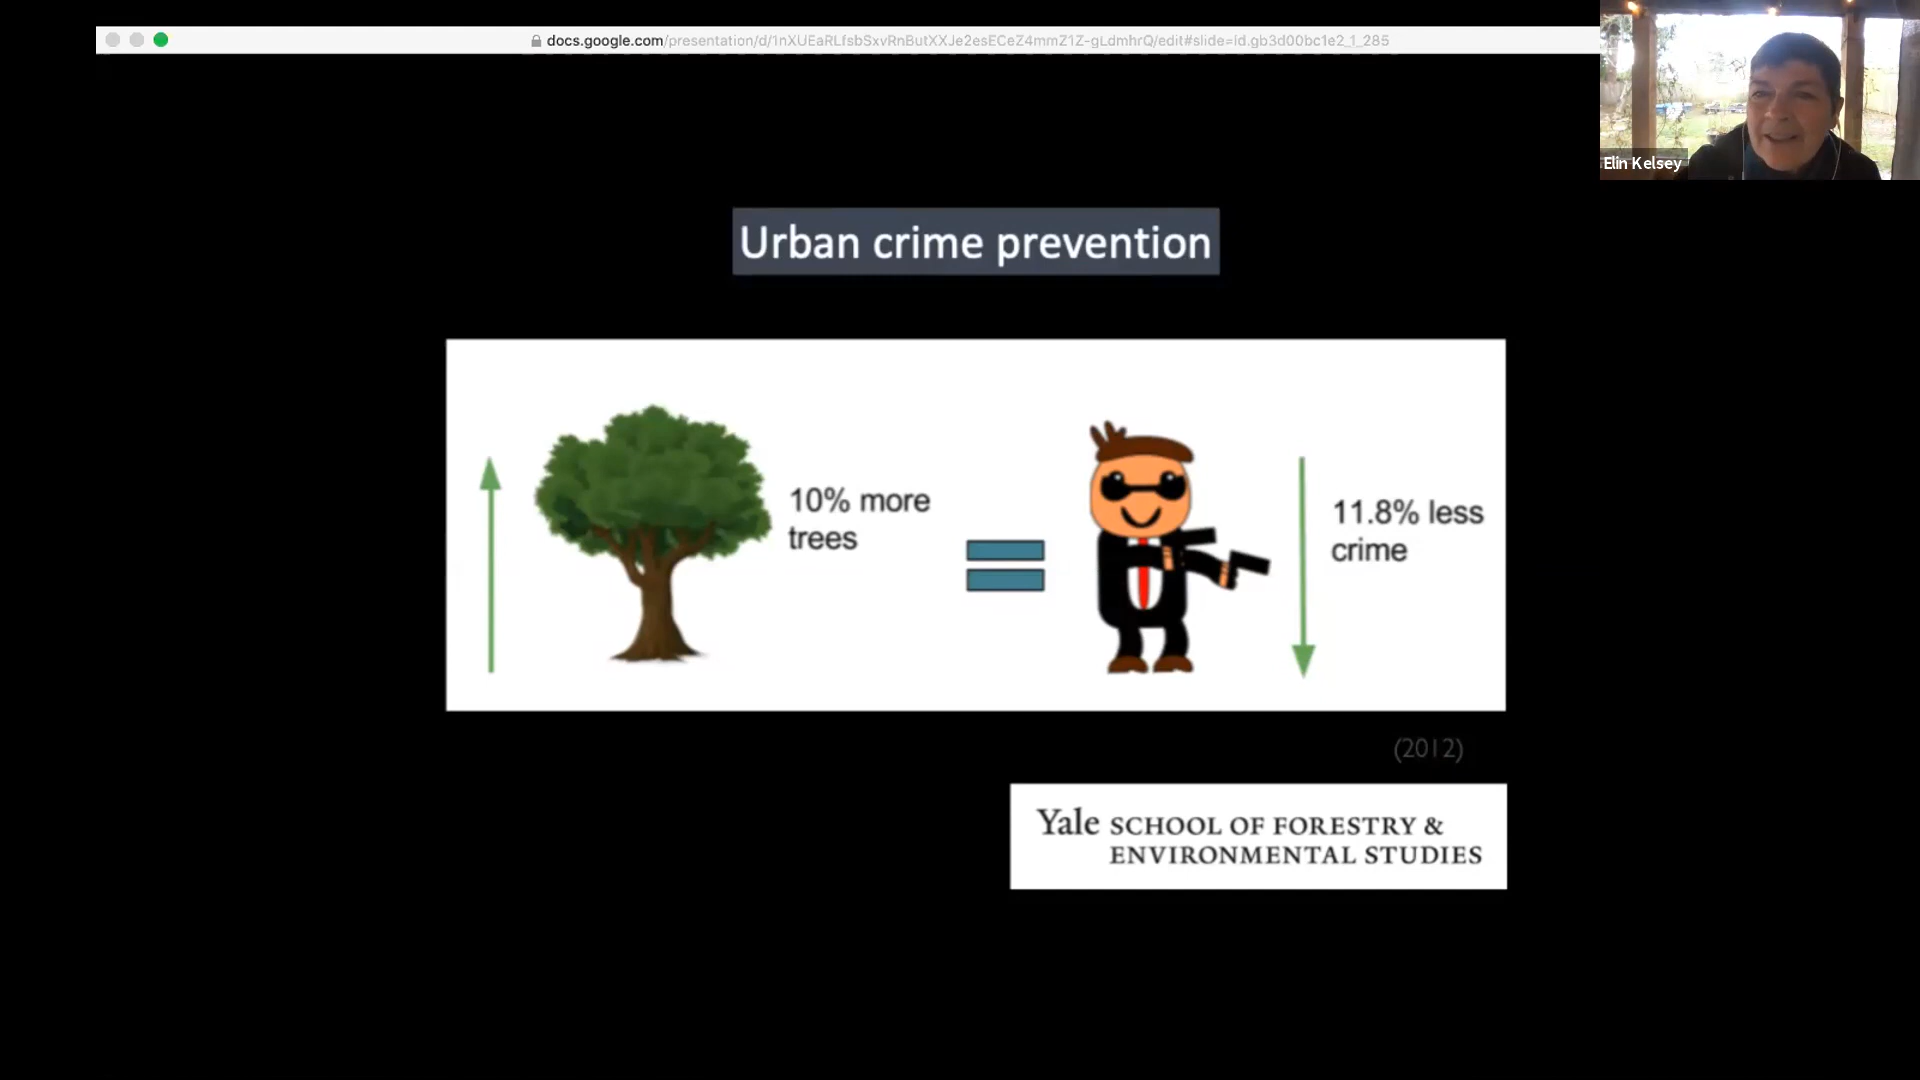 docs.google.com/presentation/d/1nXUEaRLfsbSxvRnButXXJe2esECeZ4mmZ1Z-gLdmhrQ/edit#slide=id.gb3d00bc1e2_1_285
Elin Kelsey
Urban crime prevention
10% more
trees
11.8% less
crime
(2012)
Yale SCHOOL OF FORESTRY &
ENVIRONMENTAL STUDIES